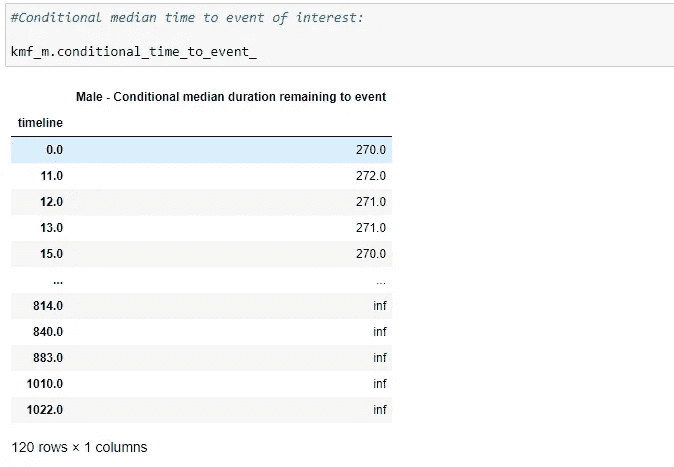 #Conditional median time to event of interest:
kmf_m.conditional_time_to_event_
Male - Conditional median duration remaining to event
timeline
0.0 270.0
11.0 272.0
12.0 271.0
13.0 271.0
15.0 270.0
... ...
814.0 inf
840.0 inf
883.0 inf
1010.0 inf
1022.0 inf
120 rows × 1 columns